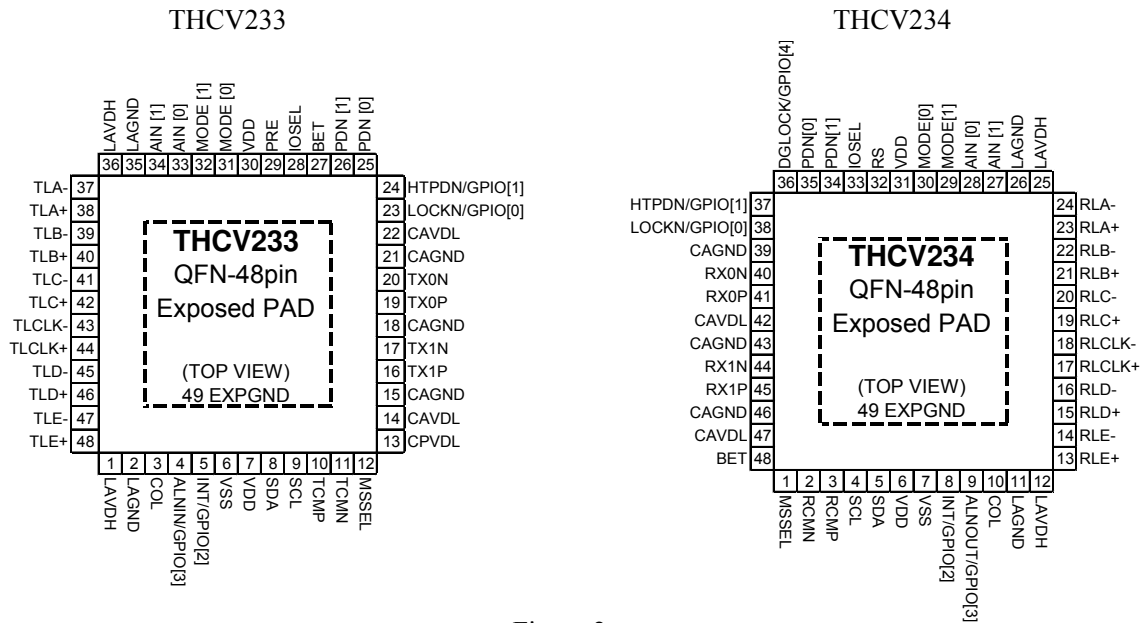 THCV233
LAVDH
LAGND
AIN [1]
AIN [0]
MODE [1]
MODE [0]
VDD
PRE
IOSEL
BET
PDN [1]
PDN [0]
36 35 34 33 32 31 30 29 28 27 26 25
TLA- 37
TLA+ 38
TLB- 39
TLB+ 40
TLC- 41
TLC+ 42
TLCLK- 43
TLCLK+ 44
TLD- 45
TLD+ 46
TLE- 47
TLE+ 48
THCV233
QFN-48pin
Exposed PAD
(TOP VIEW)
49 EXPGND
24 HTPDN/GPIO[1]
23 LOCKN/GPIO[0]
22 CAVDL
21 CAGND
20 TX0N
19 TX0P
18 CAGND
17 TX1N
16 TX1P
15 CAGND
14 CAVDL
13 CPVDL
1 2 3 4 5 6 7 8 9 10 11 12
LAVDH
LAGND
COL
ALNIN/GPIO[3]
INT/GPIO[2]
VSS
VDD
SDA
SCL
TCMP
TCMN
MSSEL
THCV234
DGLOCK/GPIO[4]
PDN[0]
PDN[1]
IOSEL
RS
VDD
MODE[0]
MODE[1]
AIN [0]
AIN [1]
LAGND
LAVDH
36 35 34 33 32 31 30 29 28 27 26 25
HTPDN/GPIO[1] 37
LOCKN/GPIO[0] 38
CAGND 39
RX0N 40
RX0P 41
CAVDL 42
CAGND 43
RX1N 44
RX1P 45
CAGND 46
CAVDL 47
BET 48
THCV234
QFN-48pin
Exposed PAD
(TOP VIEW)
49 EXPGND
24 RLA-
23 RLA+
22 RLB-
21 RLB+
20 RLC-
19 RLC+
18 RLCLK-
17 RLCLK+
16 RLD-
15 RLD+
14 RLE-
13 RLE+
1 2 3 4 5 6 7 8 9 10 11 12
MSSEL
RCMN
RCMP
SCL
SDA
VDD
VSS
INT/GPIO[2]
ALNOUT/GPIO[3]
COL
LAGND
LAVDH